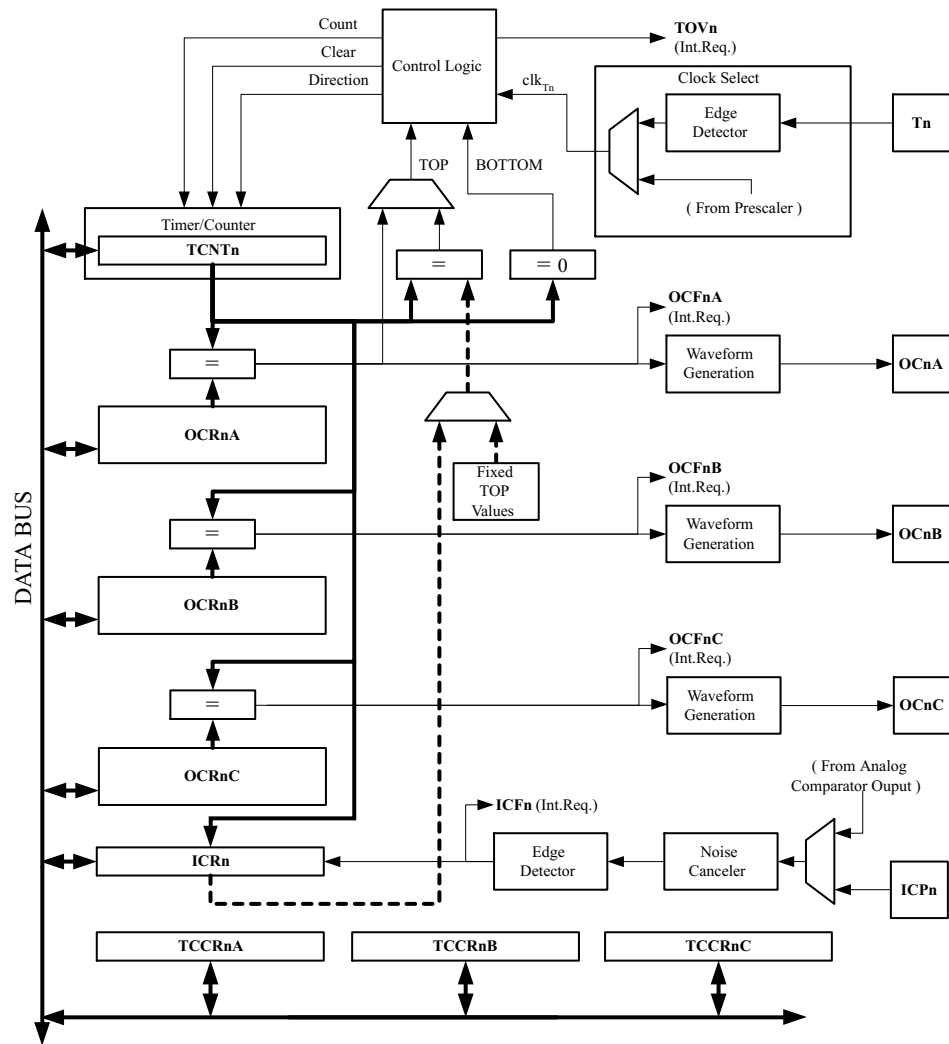 Count
Clear
Direction
Control Logic
TOVn
(Int.Req.)
clkTn
Clock Select
Edge
Detector
Tn
( From Prescaler )
TOP
BOTTOM
Timer/Counter
TCNTn
=
= 0
OCFnA
(Int.Req.)
=
Waveform
Generation
OCnA
OCRnA
Fixed
TOP
Values
OCFnB
(Int.Req.)
=
Waveform
Generation
OCnB
DATA BUS
OCRnB
OCFnC
(Int.Req.)
=
Waveform
Generation
OCnC
OCRnC
( From Analog
Comparator Ouput )
ICFn (Int.Req.)
ICRn
Edge
Detector
Noise
Canceler
ICPn
TCCRnA
TCCRnB
TCCRnC